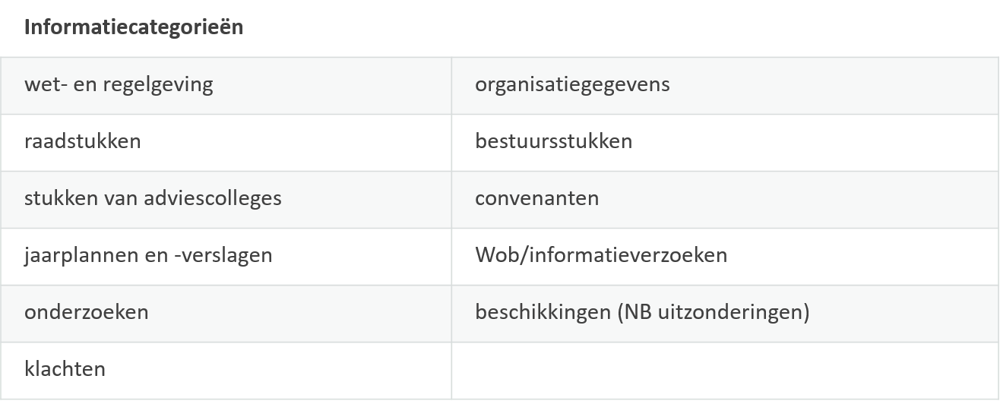 Informatiecategorieën
wet- en regelgeving
organisatiegegevens
raadstukken
bestuursstukken
stukken van adviescolleges
convenanten
jaarplannen en -verslagen
Wob/informatieverzoeken
onderzoeken
beschikkingen (NB uitzonderingen)
klachten